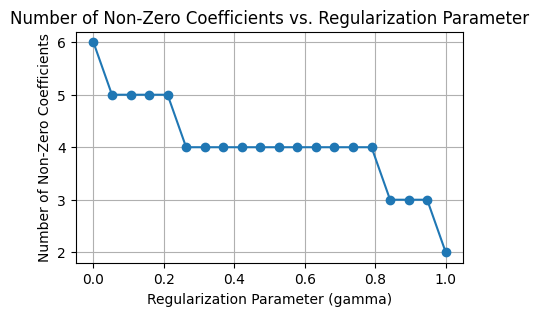 Number of Non-Zero Coefficients vs. Regularization Parameter
Number of Non-Zero Coefficients
6
5
4
3
2
0.0 0.2 0.4 0.6 0.8 1.0
Regularization Parameter (gamma)